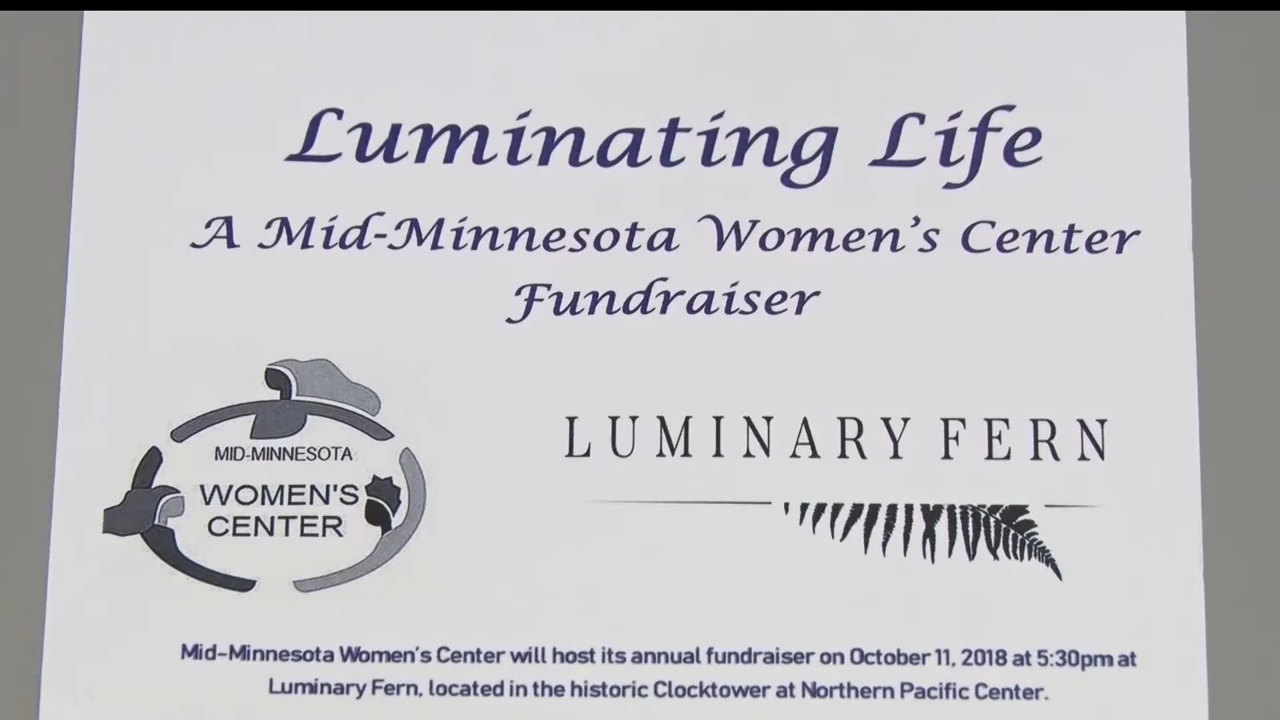 Luminating Life
A Mid-Minnesota Women's Center
Fundraiser
MID-MINNESOTA
WOMEN'S
CENTER
LUMINARY FERN
Mid-Minnesota Women's Center will host its annual fundraiser on October 11, 2018 at 5:30pm at
Luminary Fern, located in the historic Clocktower at Northern Pacific Center.